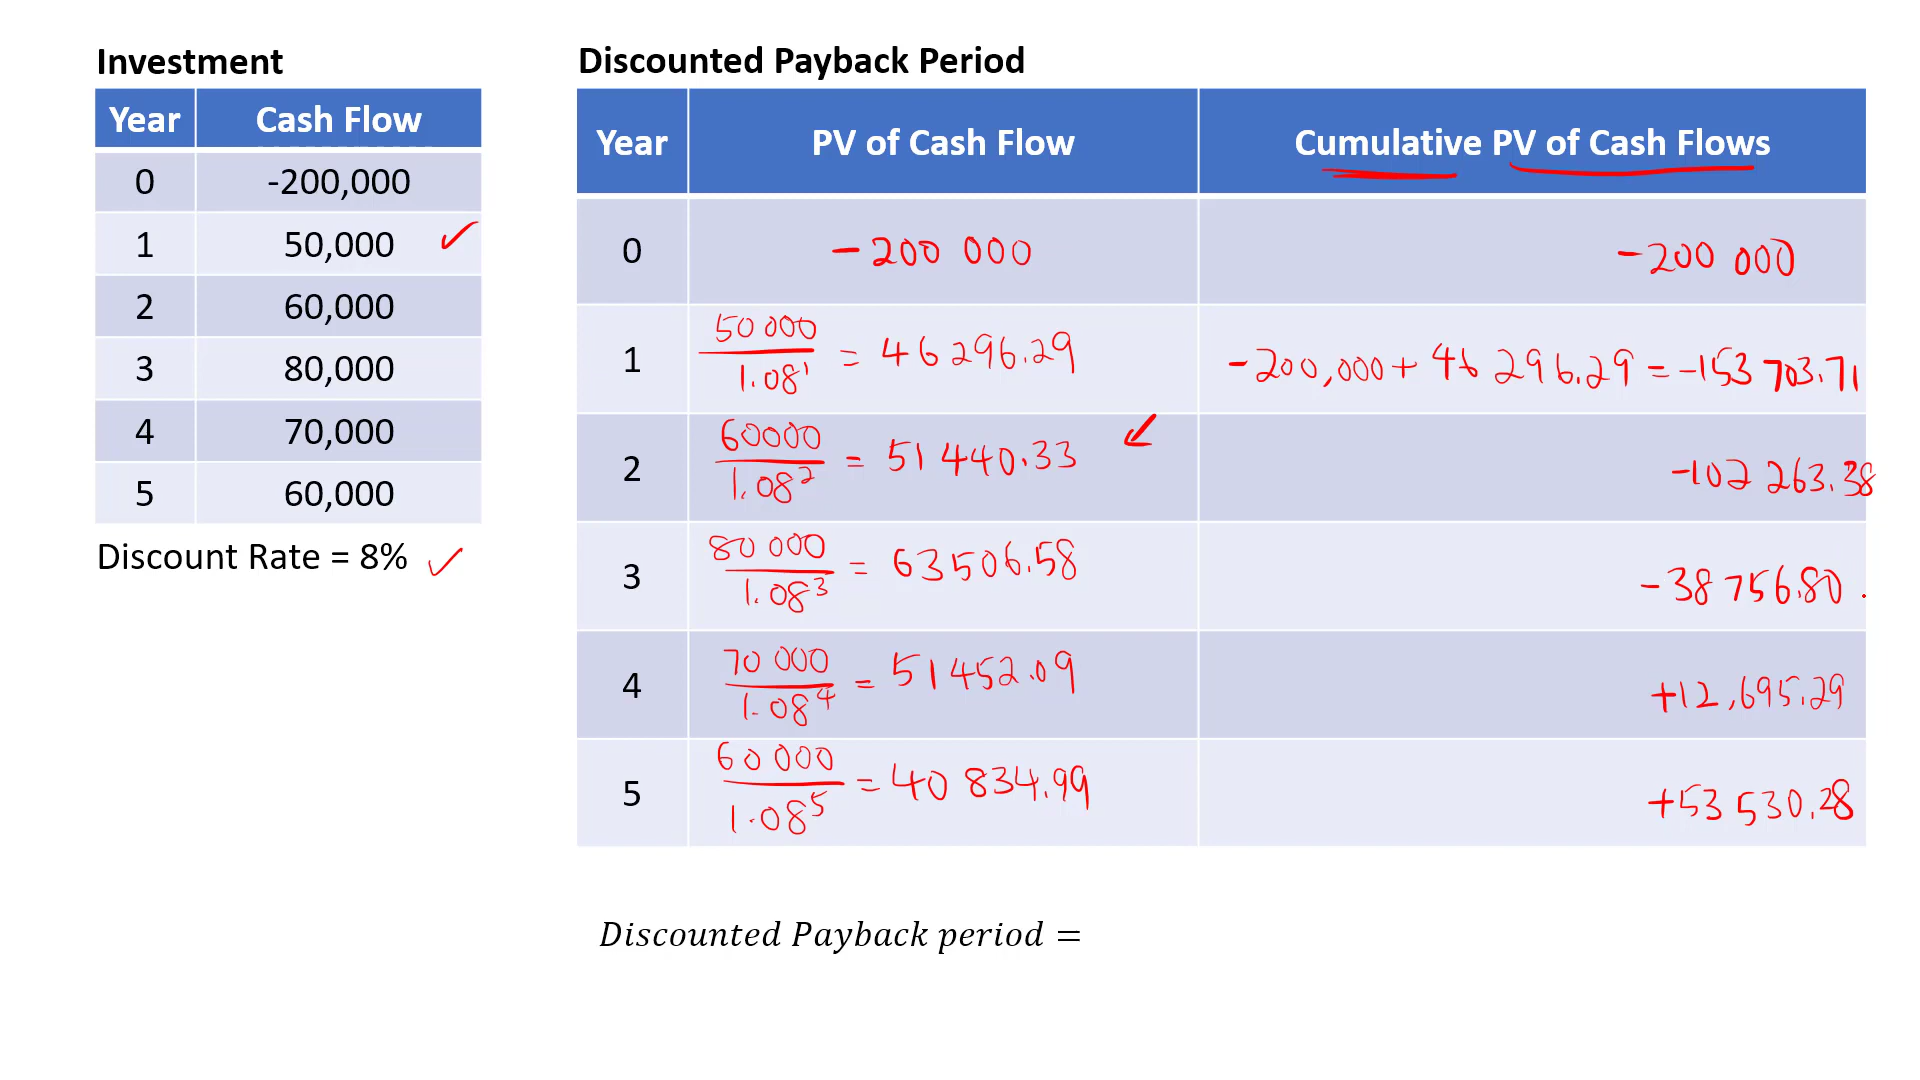 Investment
Year Cash Flow
0 -200,000
1 50,000
2 60,000
3 80,000
4 70,000
5 60,000
Discount Rate = 8%
Discounted Payback Period
Year PV of Cash Flow Cumulative PV of Cash Flows
0 -200 000 -200 000
1 50 000 / 1.08¹ = 46 296.29 -200,000 + 46 296.29 = -153 703.71
2 60000 / 1.08² = 51 440.33 -102 263.38
3 80 000 / 1.08³ = 63506.58 -38 756.80
4 70 000 / 1.08⁴ = 51452.09 +12,695.29
5 60 000 / 1.08⁵ = 40 834.99 +53 530.28
Discounted Payback period =